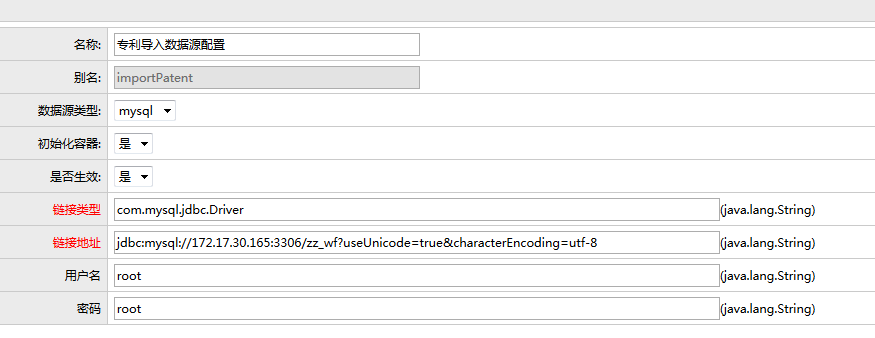 名称: 专利导入数据源配置
别名: importPatent
数据源类型: mysql
初始化容器: 是
是否生效: 是
链接类型 com.mysql.jdbc.Driver (java.lang.String)
链接地址 jdbc:mysql://172.17.30.165:3306/zz_wf?useUnicode=true&characterEncoding=utf-8 (java.lang.String)
用户名 root (java.lang.String)
密码 root (java.lang.String)